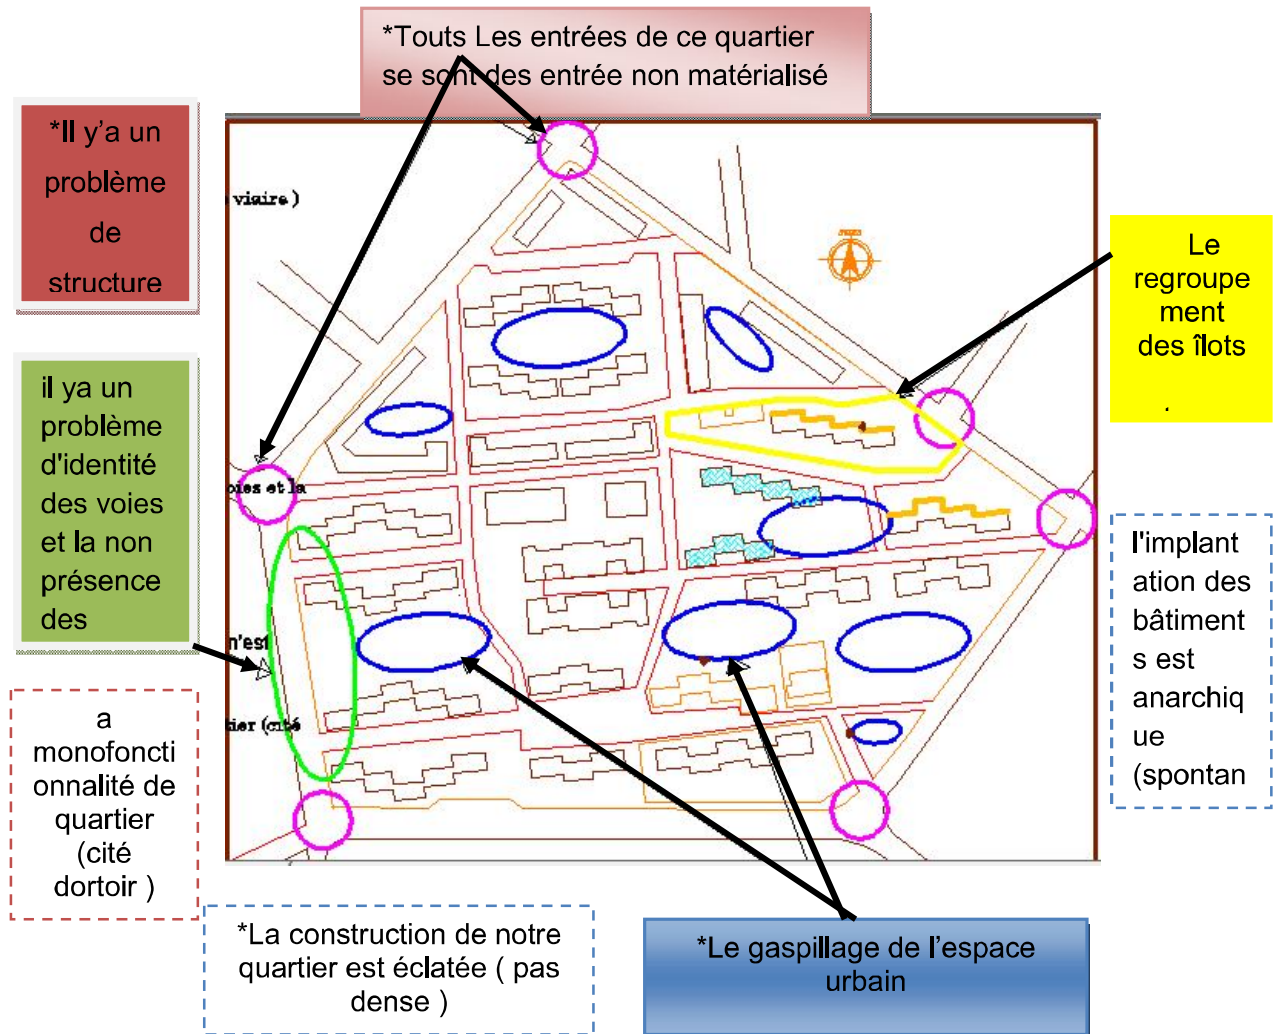 *Touts Les entrées de ce quartier
se sont des entrée non matérialisé
*Il y'a un
problème
de
structure
viaire )
Le
regroupe
ment
des îlots
.
il ya un
problème
d'identité
des voies
et la non
présence
des
oies et la
n'est
tier (cité
l'implant
ation des
bâtiment
s est
anarchiq
ue
(spontan
a
monofoncti
onnalité de
quartier
(cité
dortoir )
*La construction de notre
quartier est éclatée ( pas
dense )
*Le gaspillage de l'espace
urbain